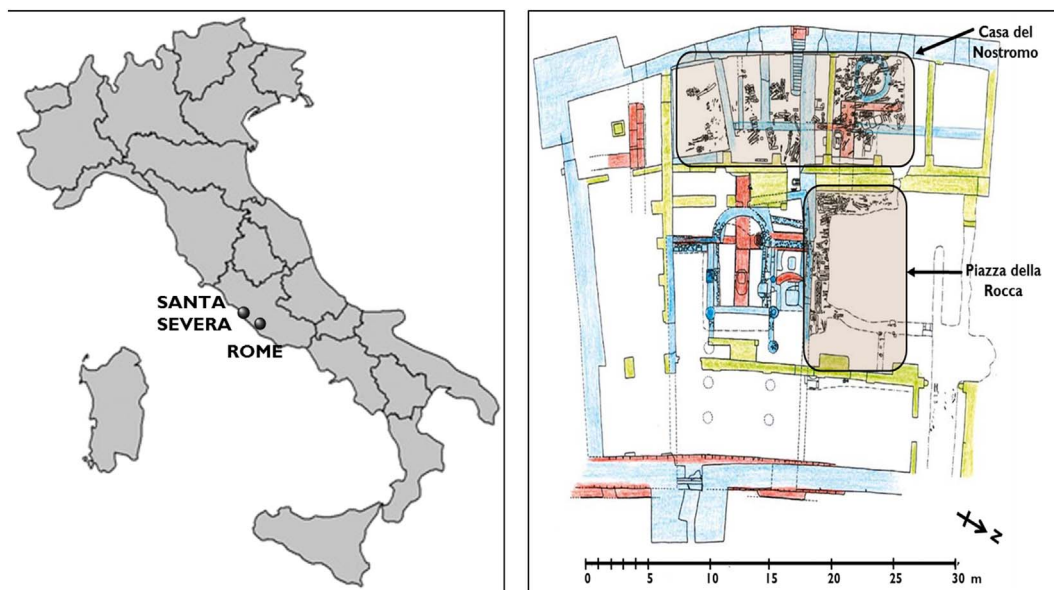 SANTA
SEVERA
ROME
Casa del
Nostromo
Piazza della
Rocca
N
0 5 10 15 20 25 30 m